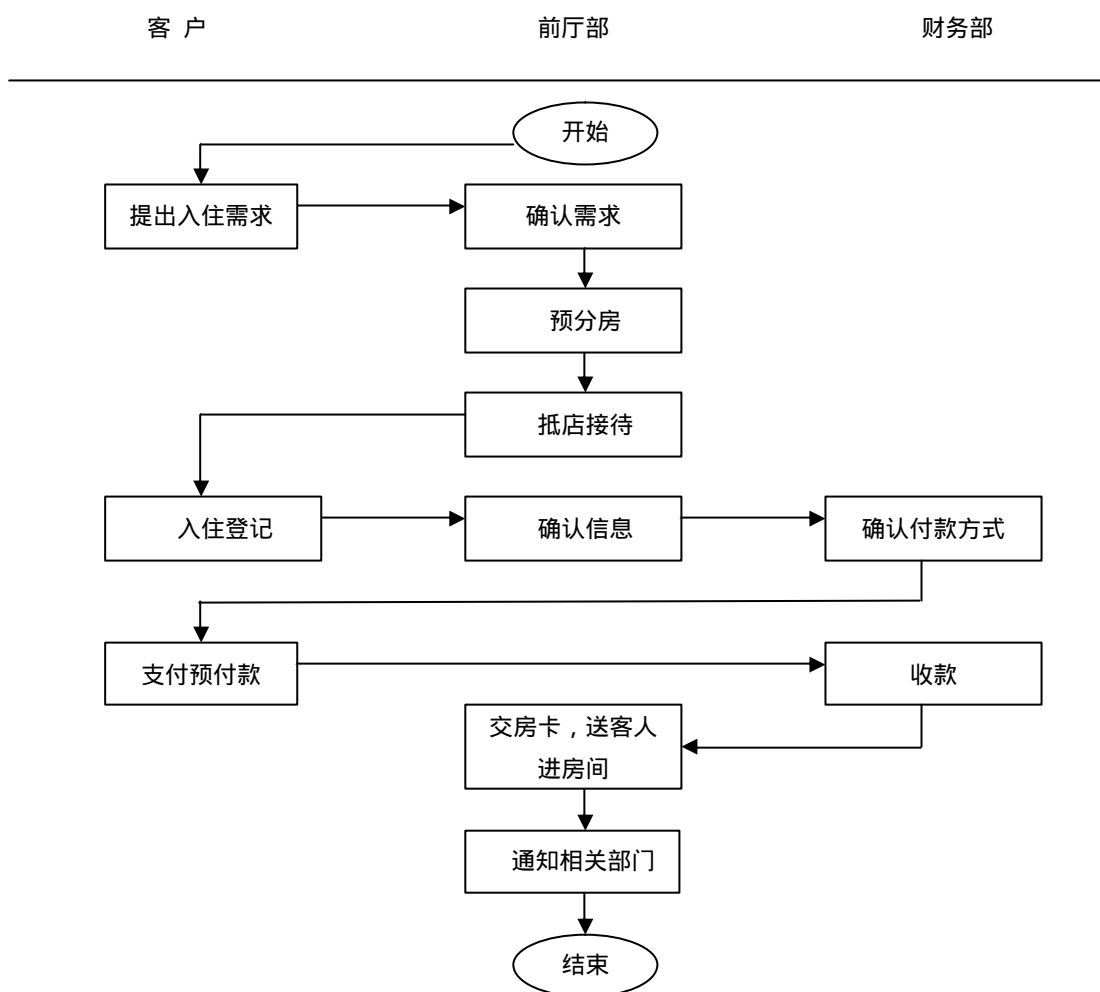 客 户 前厅部 财务部
开始
提出入住需求 确认需求
预分房
抵店接待
入住登记 确认信息 确认付款方式
支付预付款 收款
交房卡，送客人
进房间
通知相关部门
结束